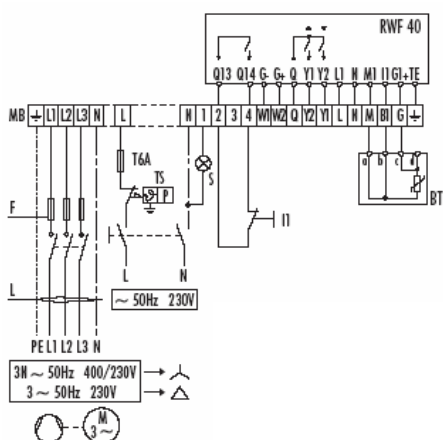 RWF 40
Q13 Q14 G- G+ Q Y1 Y2 L1 N M1 I1 G1+ TE
MB L1 L2 L3 N L N 1 2 3 4 W1 W2 Q Y2 Y1 L N M B1 G
T6A
TS
P
S
a b c d
BT
F
I1
L N
L
~ 50Hz 230V
PE L1 L2 L3 N
3N ~ 50Hz 400/230V
3 ~ 50Hz 230V
M
3 ~